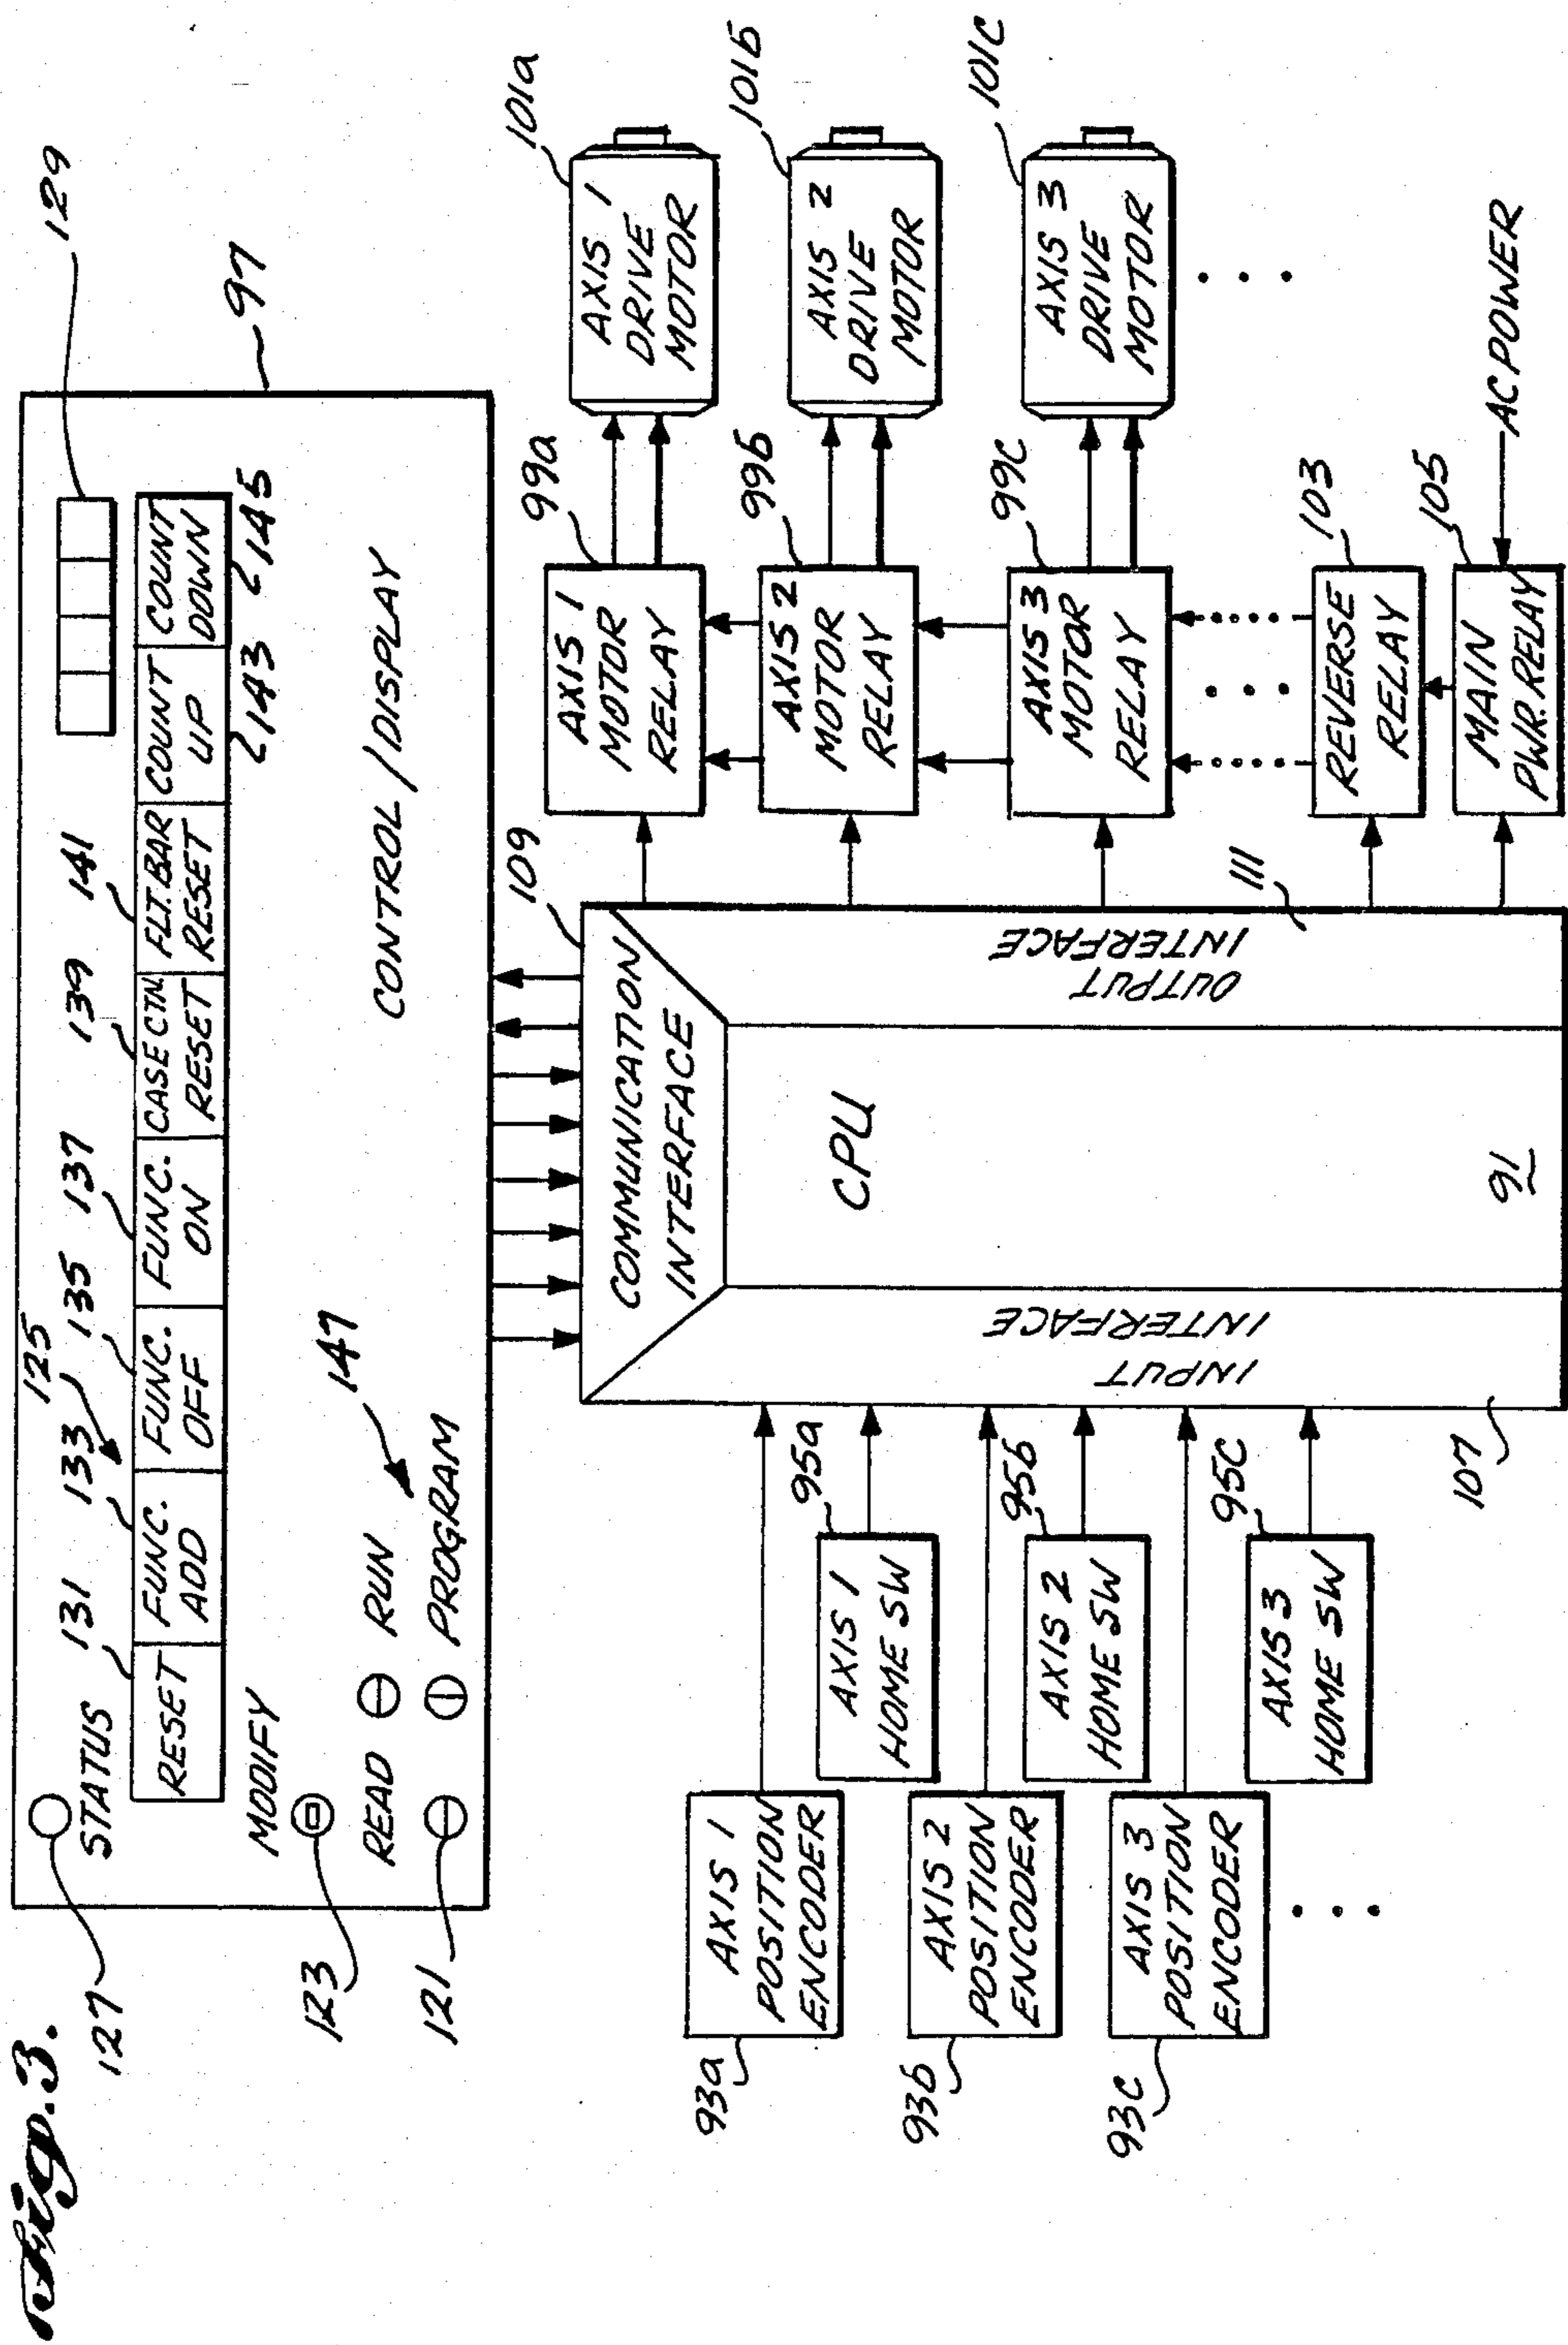 Fig. 3.
127
STATUS
125
129
97
131
133
135
137
139
141
RESET
FUNC.
ADD
FUNC.
OFF
FUNC.
ON
CASE CTN.
RESET
FLT. BAR
RESET
COUNT
UP
COUNT
DOWN
143
145
MODIFY
123
READ
RUN
147
PROGRAM
121
CONTROL/DISPLAY
109
COMMUNICATION
INTERFACE
CPU
91
INPUT
INTERFACE
107
OUTPUT
INTERFACE
111
93a
AXIS 1
POSITION
ENCODER
95a
AXIS 1
HOME SW
93b
AXIS 2
POSITION
ENCODER
95b
AXIS 2
HOME SW
93c
AXIS 3
POSITION
ENCODER
95c
AXIS 3
HOME SW
99a
AXIS 1
MOTOR
RELAY
101a
AXIS 1
DRIVE
MOTOR
99b
AXIS 2
MOTOR
RELAY
101b
AXIS 2
DRIVE
MOTOR
99c
AXIS 3
MOTOR
RELAY
101c
AXIS 3
DRIVE
MOTOR
103
REVERSE
RELAY
105
MAIN
PWR. RELAY
AC POWER